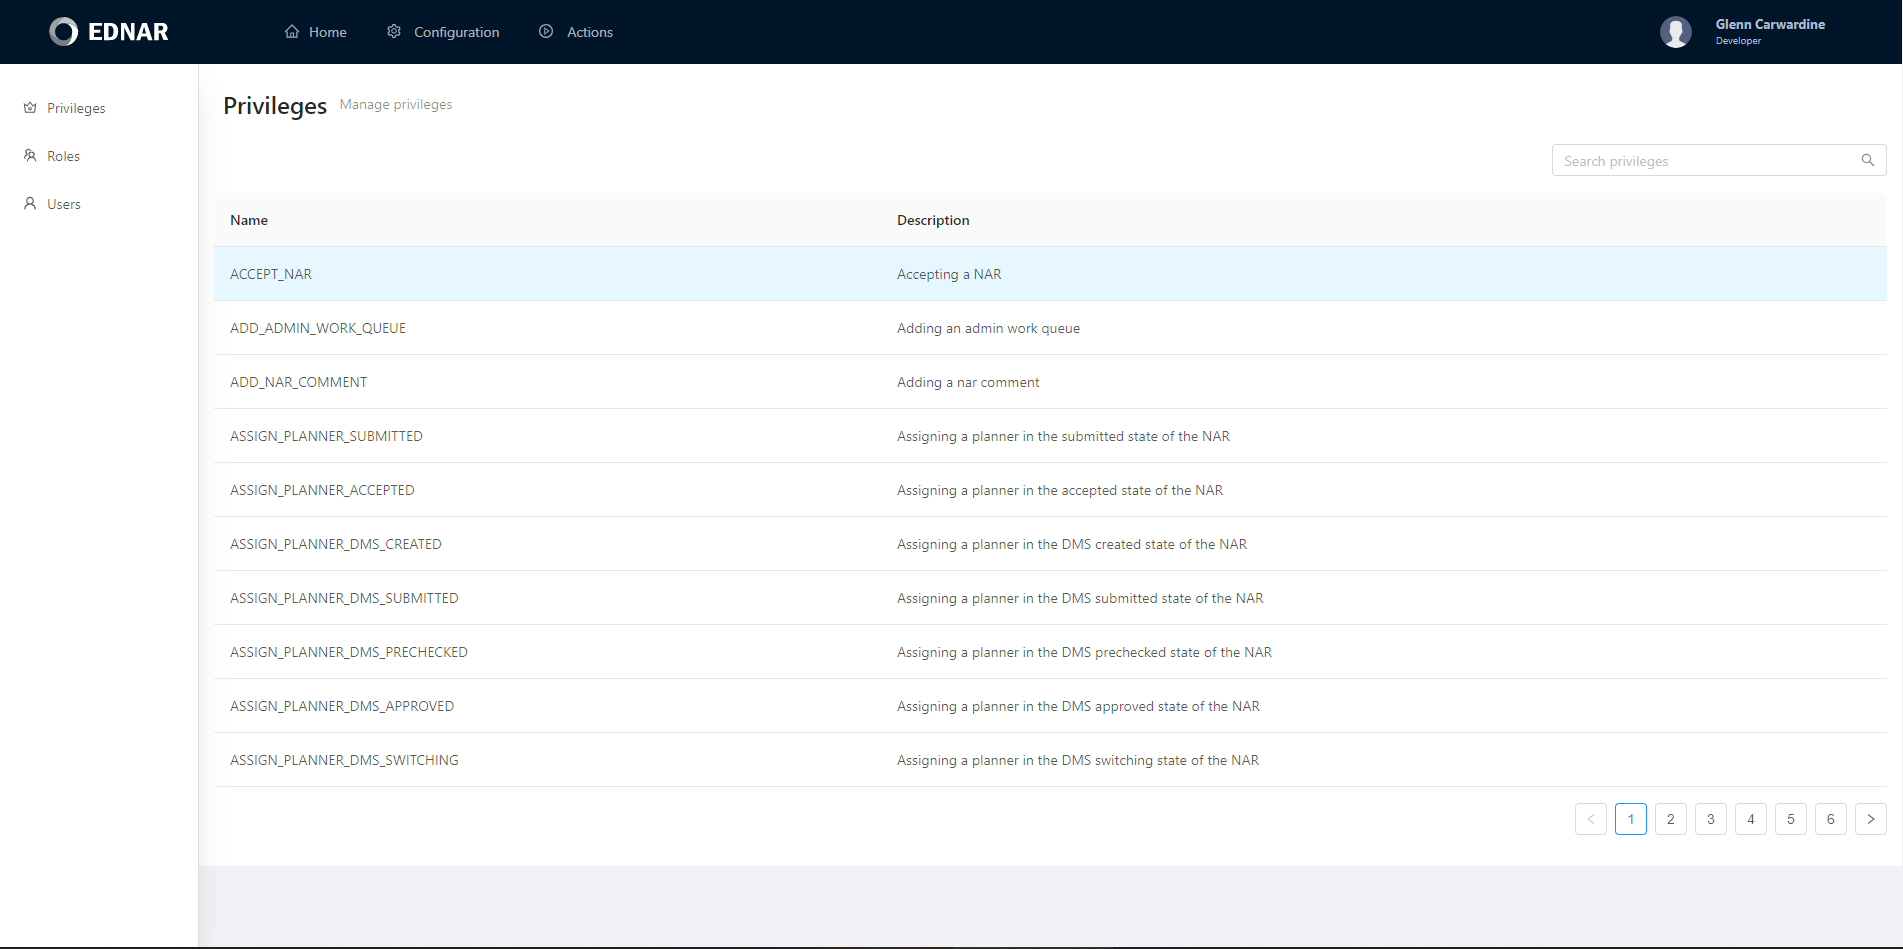 EDNAR
Home Configuration Actions
Glenn Carwardine
Developer
Privileges
Roles
Users
Privileges Manage privileges
Search privileges
Name Description
ACCEPT_NAR Accepting a NAR
ADD_ADMIN_WORK_QUEUE Adding an admin work queue
ADD_NAR_COMMENT Adding a nar comment
ASSIGN_PLANNER_SUBMITTED Assigning a planner in the submitted state of the NAR
ASSIGN_PLANNER_ACCEPTED Assigning a planner in the accepted state of the NAR
ASSIGN_PLANNER_DMS_CREATED Assigning a planner in the DMS created state of the NAR
ASSIGN_PLANNER_DMS_SUBMITTED Assigning a planner in the DMS submitted state of the NAR
ASSIGN_PLANNER_DMS_PRECHECKED Assigning a planner in the DMS prechecked state of the NAR
ASSIGN_PLANNER_DMS_APPROVED Assigning a planner in the DMS approved state of the NAR
ASSIGN_PLANNER_DMS_SWITCHING Assigning a planner in the DMS switching state of the NAR
< 1 2 3 4 5 6 >